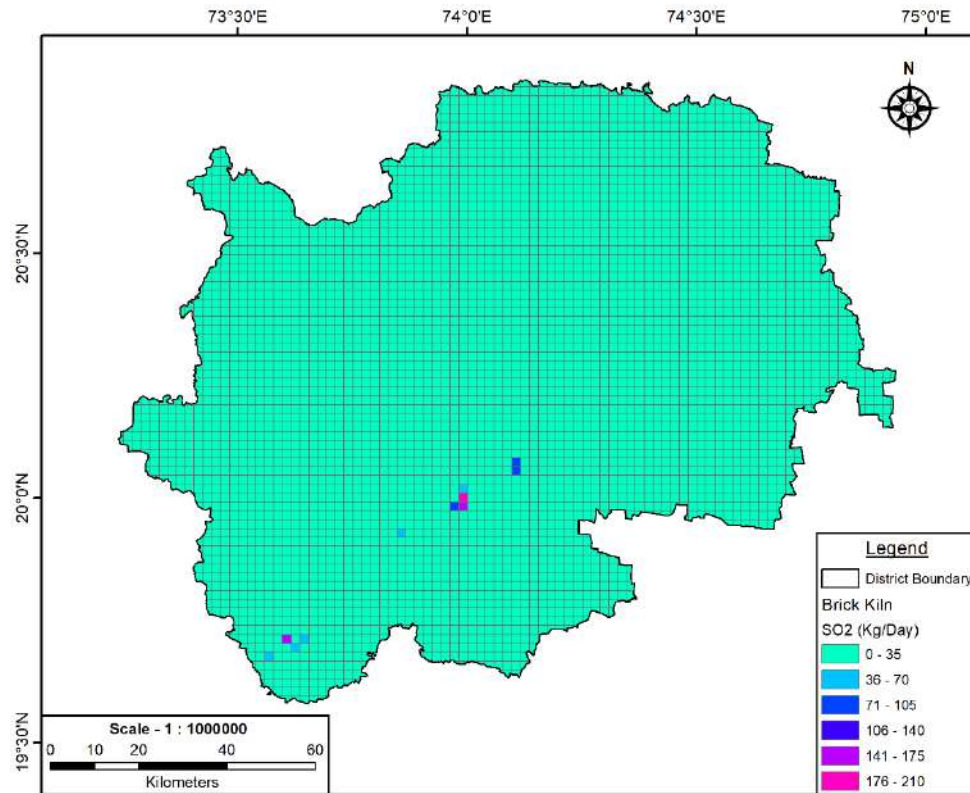 73°30'E 74°0'E 74°30'E 75°0'E
N
20°30'N
20°0'N
19°30'N
Legend
District Boundary
Brick Kiln
SO2 (Kg/Day)
0 - 35
36 - 70
71 - 105
106 - 140
141 - 175
176 - 210
Scale - 1 : 1000000
0 10 20 40 60
Kilometers